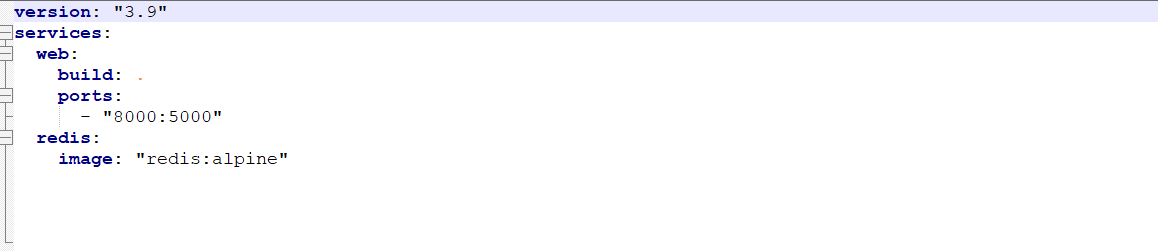 version: "3.9"
services:
  web:
    build: .
    ports:
      - "8000:5000"
  redis:
    image: "redis:alpine"